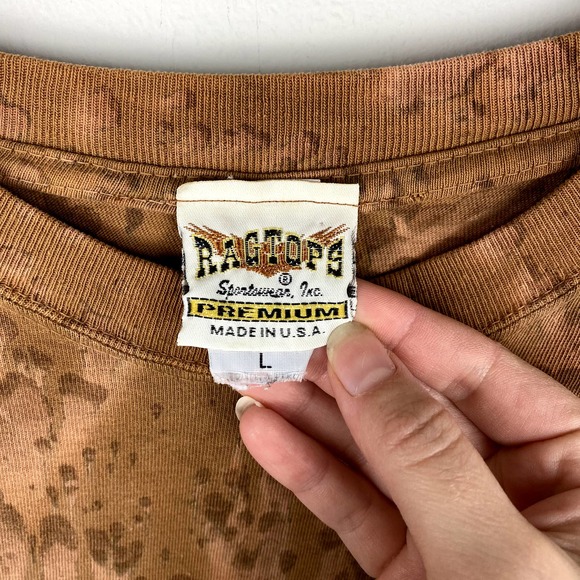 RAGTOPS
®
Sportswear, Inc.
PREMIUM
MADE IN U.S.A.
L